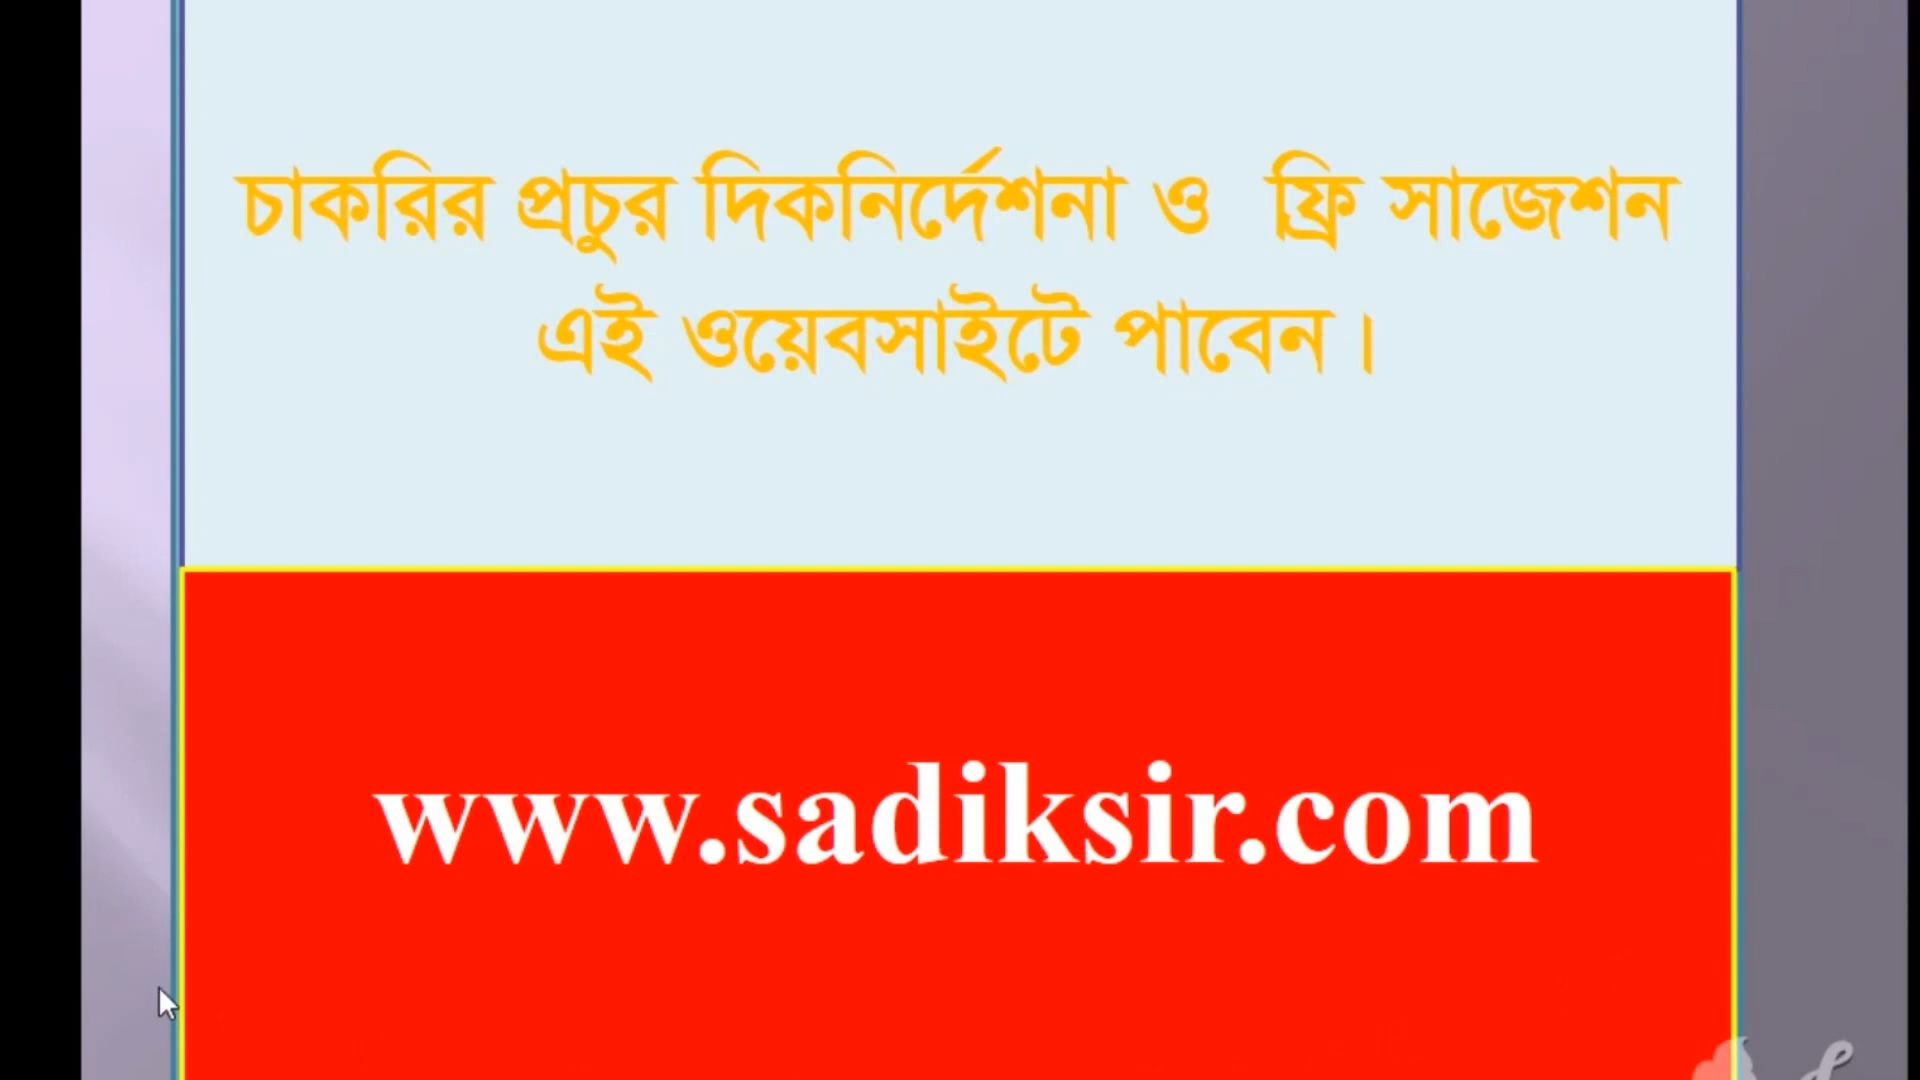 চাকরির প্রচুর দিকনির্দেশনা ও ফ্রি সাজেশন
এই ওয়েবসাইটে পাবেন।
www.sadiksir.com